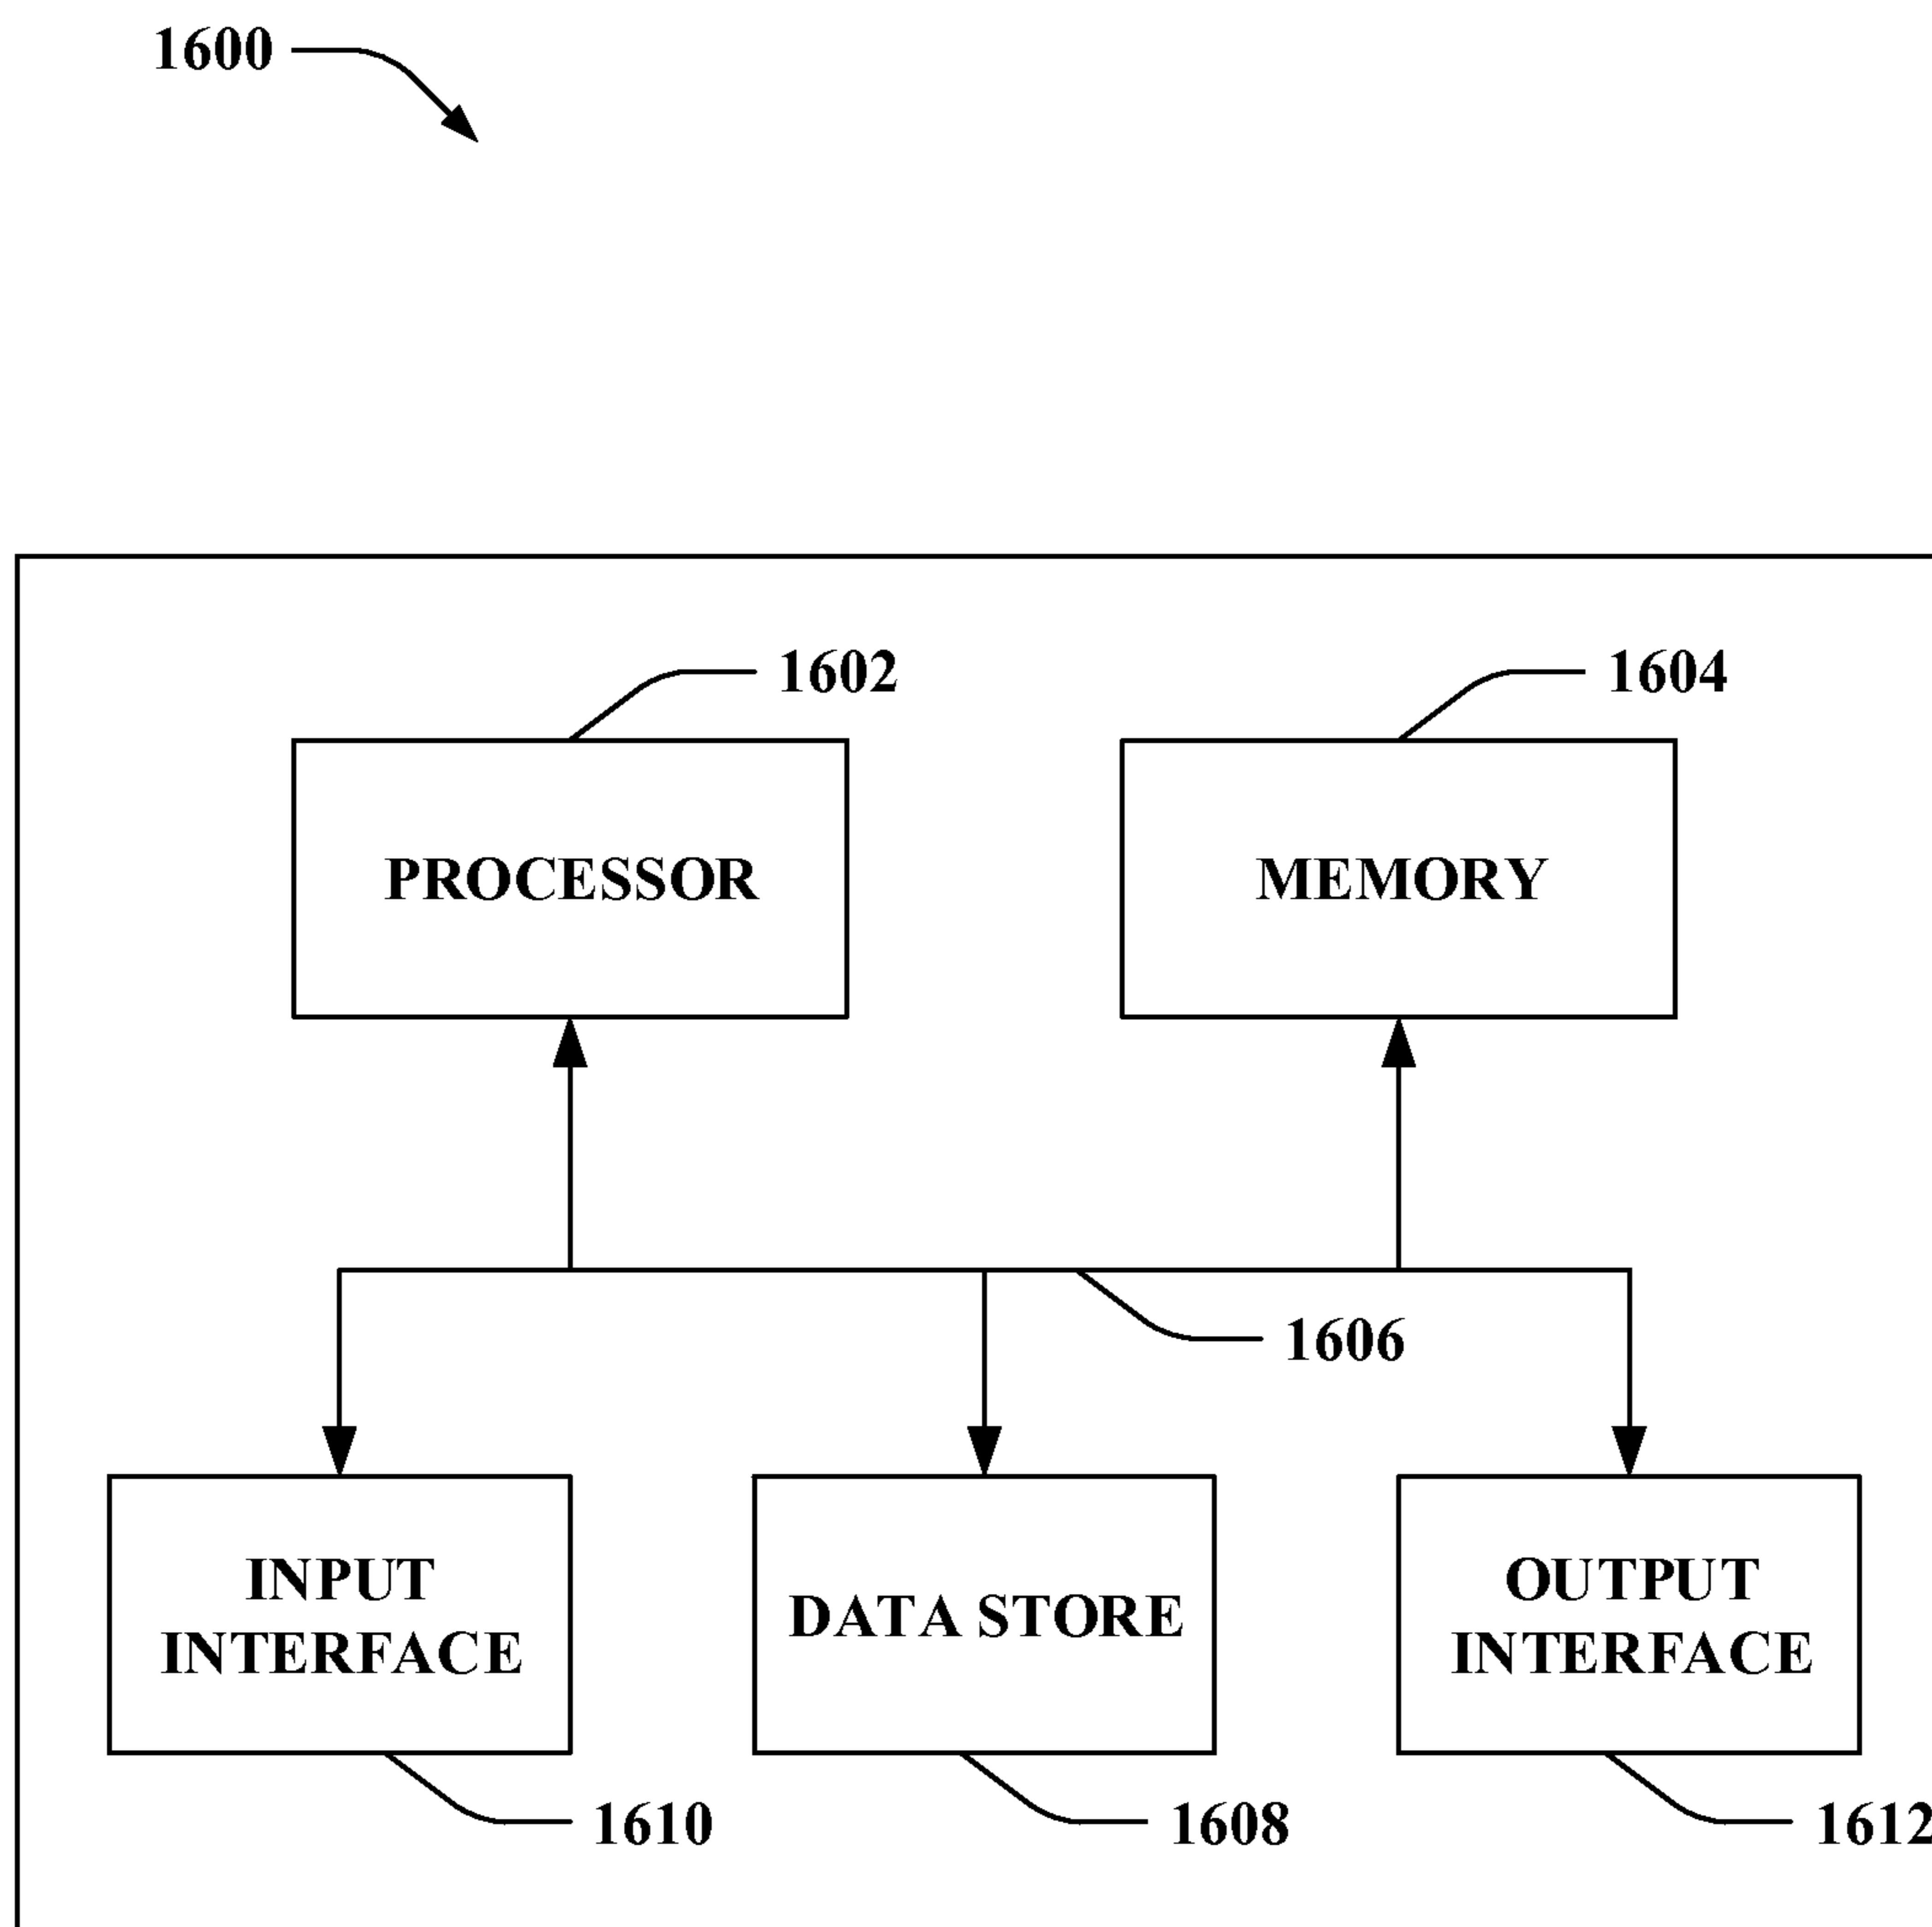 1600
1602
1604
PROCESSOR
MEMORY
1606
INPUT
INTERFACE
DATA STORE
OUTPUT
INTERFACE
1610
1608
1612